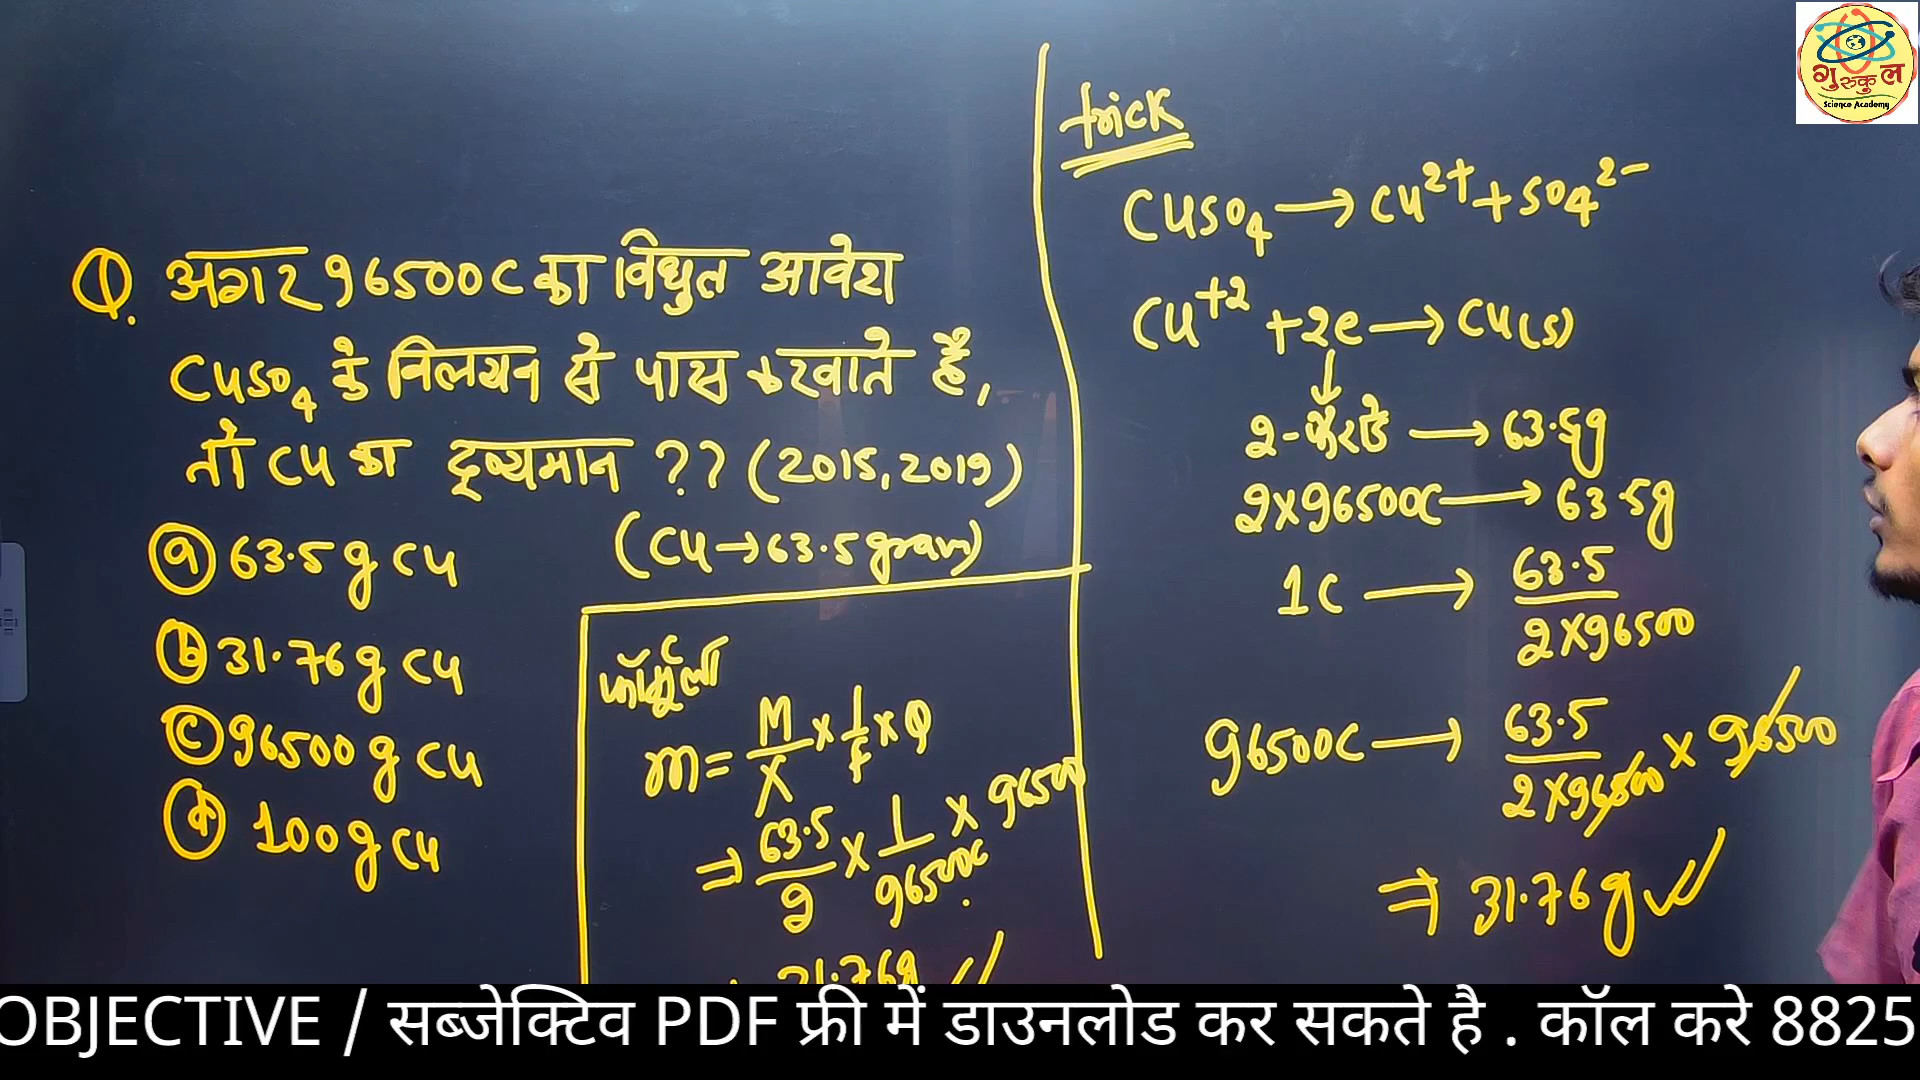 Q. अगर 96500C का विधुत आवेश
CuSO4 के विलयन से पास करवाते है,
तो Cu का द्रव्यमान ?? (2015, 2019)
(Cu → 63.5 gram)
(a) 63.5 g Cu
(b) 31.76 g Cu
(c) 96500 g Cu
(d) 100 g Cu
फॉर्मूला
m = M/X × 1/F × Q
⇒ 63.5/2 × 1/96500C × 96500
31.76g ✓
trick
CuSO4 → Cu2+ + SO4 2-
Cu+2 + 2e → Cu(s)
↓
2-फैराडे → 63.5g
2×96500C → 63.5g
1C → 63.5/2×96500
96500C → 63.5/2×96500 × 96500
⇒ 31.76 g ✓
गुरुकुल
Science Academy
OBJECTIVE / सब्जेक्टिव PDF फ्री में डाउनलोड कर सकते है . कॉल करे 8825